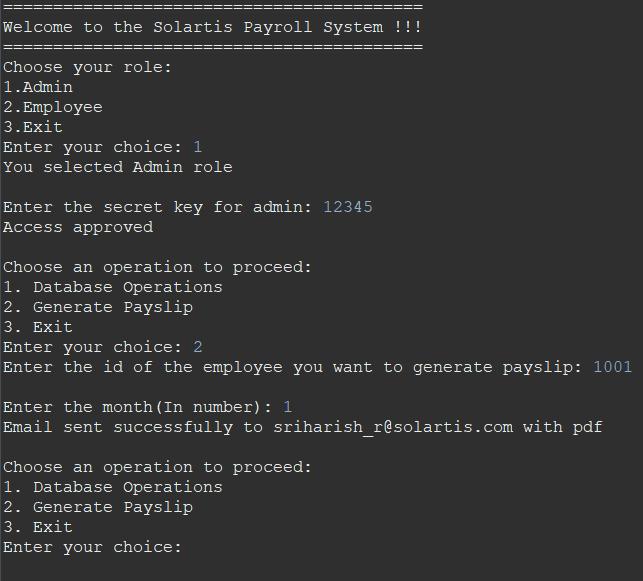 ==========================================
Welcome to the Solartis Payroll System !!!
==========================================
Choose your role:
1.Admin
2.Employee
3.Exit
Enter your choice: 1
You selected Admin role
Enter the secret key for admin: 12345
Access approved
Choose an operation to proceed:
1. Database Operations
2. Generate Payslip
3. Exit
Enter your choice: 2
Enter the id of the employee you want to generate payslip: 1001
Enter the month(In number): 1
Email sent successfully to sriharish_r@solartis.com with pdf
Choose an operation to proceed:
1. Database Operations
2. Generate Payslip
3. Exit
Enter your choice: